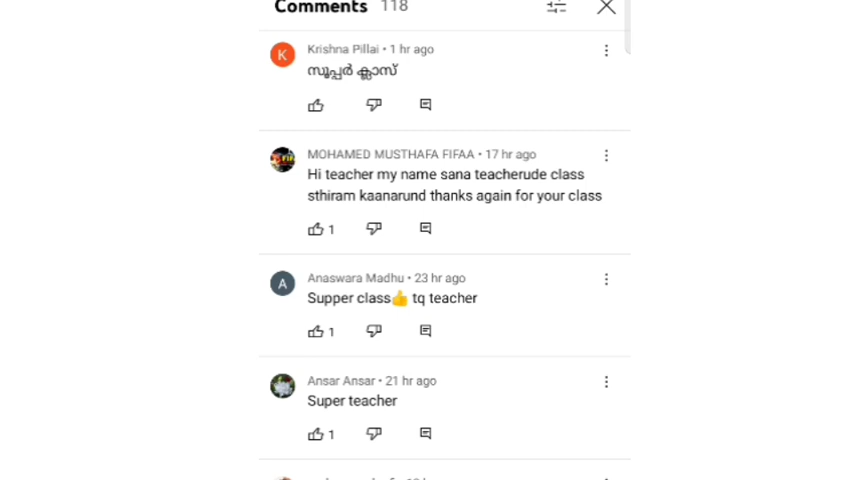 Comments 118
Krishna Pillai • 1 hr ago
സൂപ്പർ ക്ലാസ്
MOHAMED MUSTHAFA FIFAA • 17 hr ago
Hi teacher my name sana teacherude class
sthiram kaanarund thanks again for your class
1
Anaswara Madhu • 23 hr ago
Supper class👍 tq teacher
1
Ansar Ansar • 21 hr ago
Super teacher
1